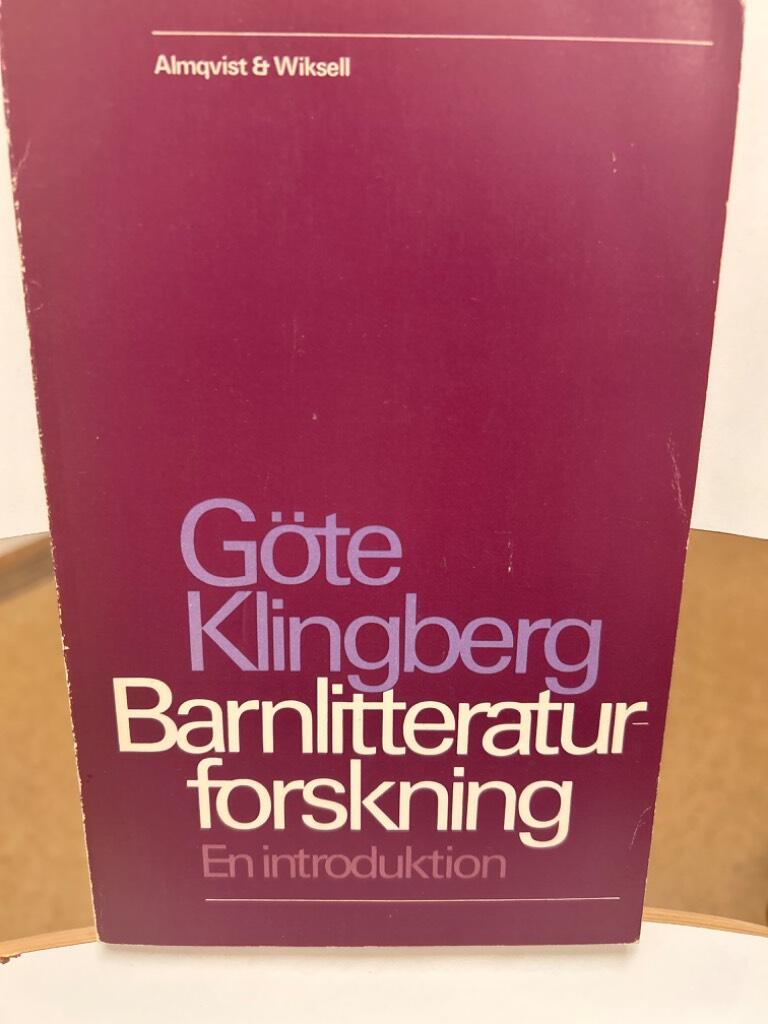 Almqvist & Wiksell
Göte
Klingberg
Barnlitteratur-
forskning
En introduktion